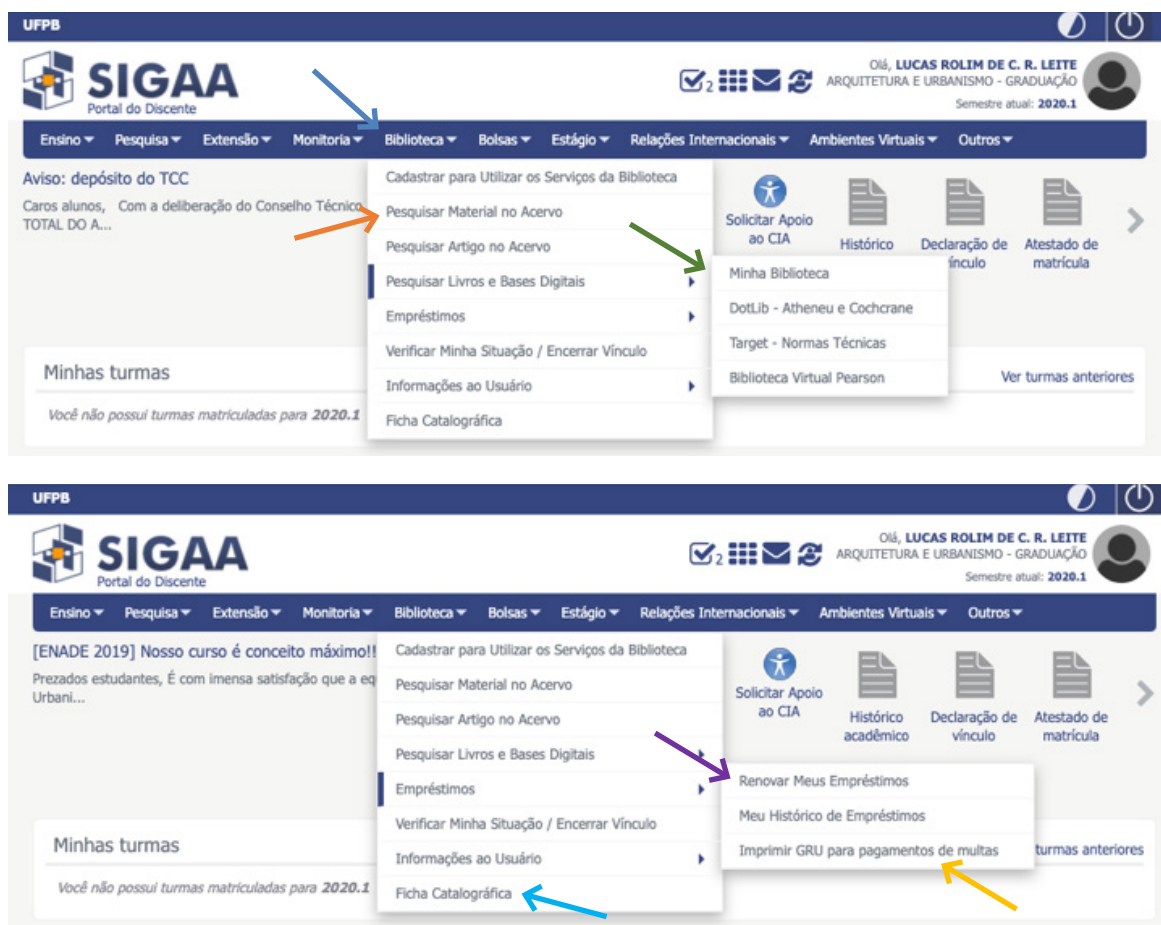 UFPB
SIGAA
Portal do Discente
2
Olá, LUCAS ROLIM DE C. R. LEITE
ARQUITETURA E URBANISMO - GRADUAÇÃO
Semestre atual: 2020.1
Ensino Pesquisa Extensão Monitoria Biblioteca Bolsas Estágio Relações Internacionais Ambientes Virtuais Outros
Aviso: depósito do TCC
Caros alunos, Com a deliberação do Conselho Técnico
TOTAL DO A...
Cadastrar para Utilizar os Serviços da Biblioteca
Pesquisar Material no Acervo
Pesquisar Artigo no Acervo
Pesquisar Livros e Bases Digitais
Empréstimos
Verificar Minha Situação / Encerrar Vínculo
Informações ao Usuário
Ficha Catalográfica
Minha Biblioteca
DotLib - Atheneu e Cochcrane
Target - Normas Técnicas
Biblioteca Virtual Pearson
Solicitar Apoio
ao CIA
Histórico
Declaração de
vínculo
Atestado de
matrícula
Minhas turmas
Ver turmas anteriores
Você não possui turmas matriculadas para 2020.1
UFPB
SIGAA
Portal do Discente
2
Olá, LUCAS ROLIM DE C. R. LEITE
ARQUITETURA E URBANISMO - GRADUAÇÃO
Semestre atual: 2020.1
Ensino Pesquisa Extensão Monitoria Biblioteca Bolsas Estágio Relações Internacionais Ambientes Virtuais Outros
[ENADE 2019] Nosso curso é conceito máximo!!
Prezados estudantes, É com imensa satisfação que a eq
Urbani...
Cadastrar para Utilizar os Serviços da Biblioteca
Pesquisar Material no Acervo
Pesquisar Artigo no Acervo
Pesquisar Livros e Bases Digitais
Empréstimos
Verificar Minha Situação / Encerrar Vínculo
Informações ao Usuário
Ficha Catalográfica
Renovar Meus Empréstimos
Meu Histórico de Empréstimos
Imprimir GRU para pagamentos de multas
Solicitar Apoio
ao CIA
Histórico
acadêmico
Declaração de
vínculo
Atestado de
matrícula
Minhas turmas
turmas anteriores
Você não possui turmas matriculadas para 2020.1